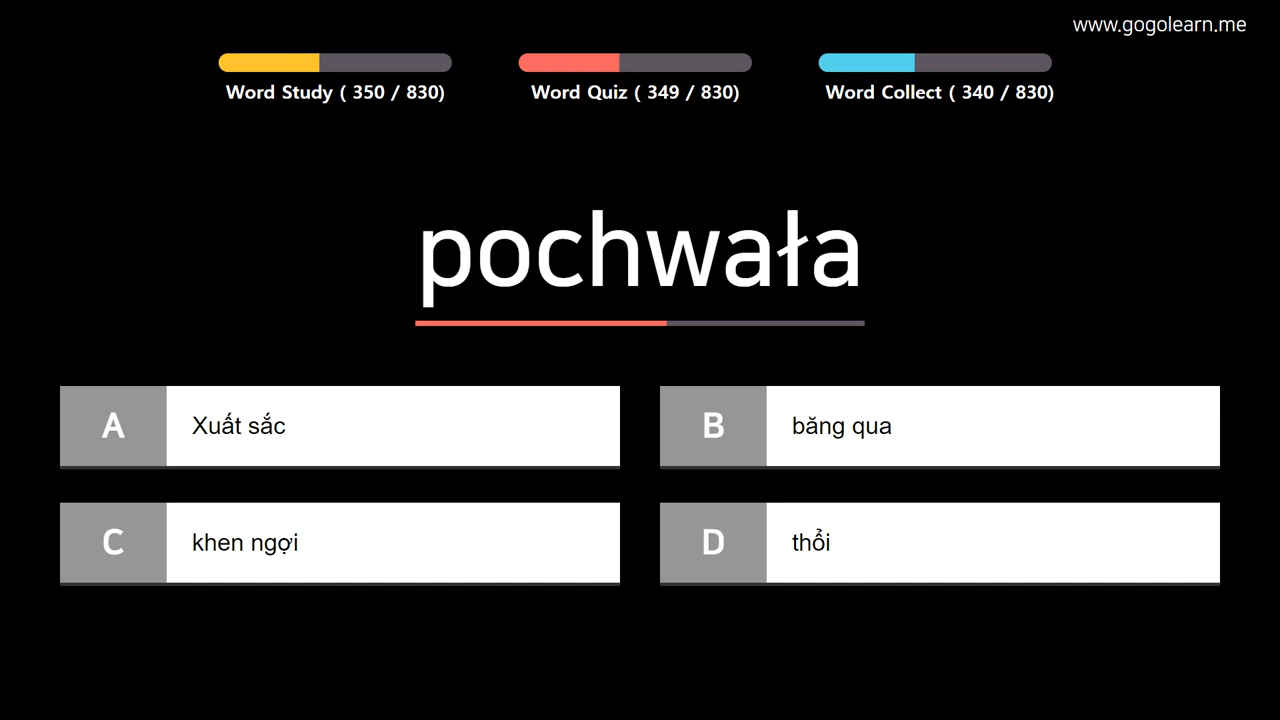 www.gogolearn.me
Word Study ( 350 / 830)
Word Quiz ( 349 / 830)
Word Collect ( 340 / 830)
pochwała
A
Xuất sắc
B
băng qua
C
khen ngợi
D
thổi